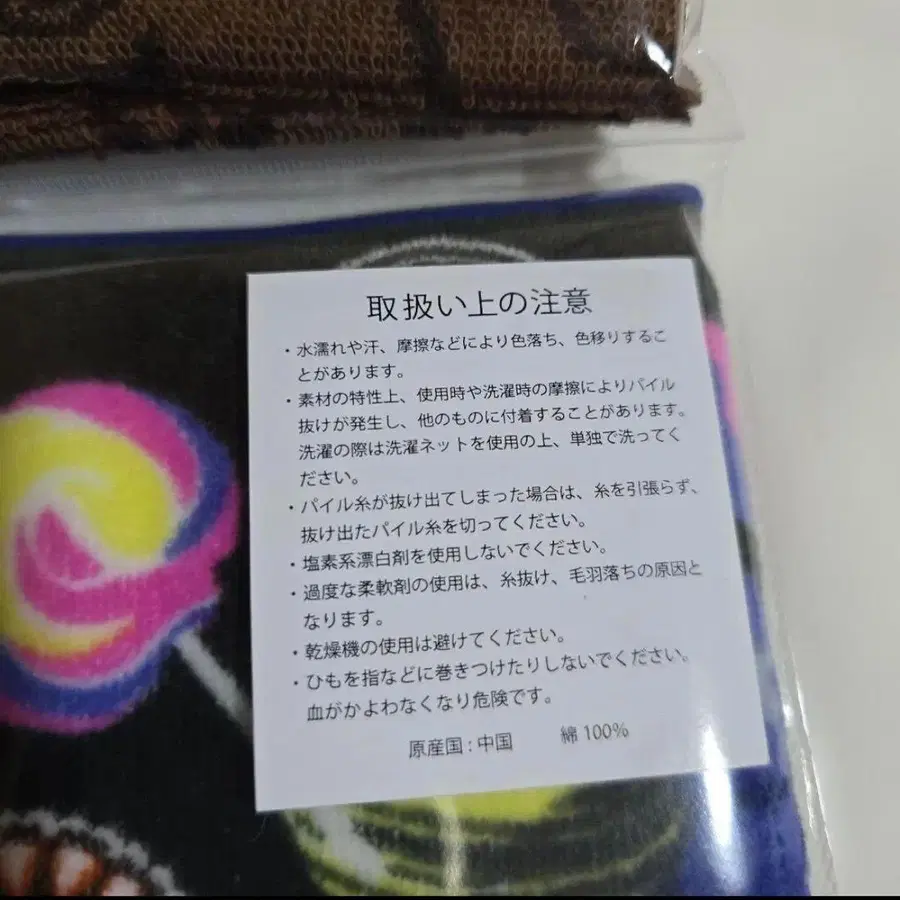 取扱い上の注意
・水濡れや汗、摩擦などにより色落ち、色移りするこ
とがあります。
・素材の特性上、使用時や洗濯時の摩擦によりパイル
抜けが発生し、他のものに付着することがあります。
洗濯の際は洗濯ネットを使用の上、単独で洗ってく
ださい。
・パイル糸が抜け出てしまった場合は、糸を引張らず、
抜け出たパイル糸を切ってください。
・塩素系漂白剤を使用しないでください。
・過度な柔軟剤の使用は、糸抜け、毛羽落ちの原因と
なります。
・乾燥機の使用は避けてください。
・ひもを指などに巻きつけたりしないでください。
血がかよわなくなり危険です。
原産国 : 中国　　綿 100%